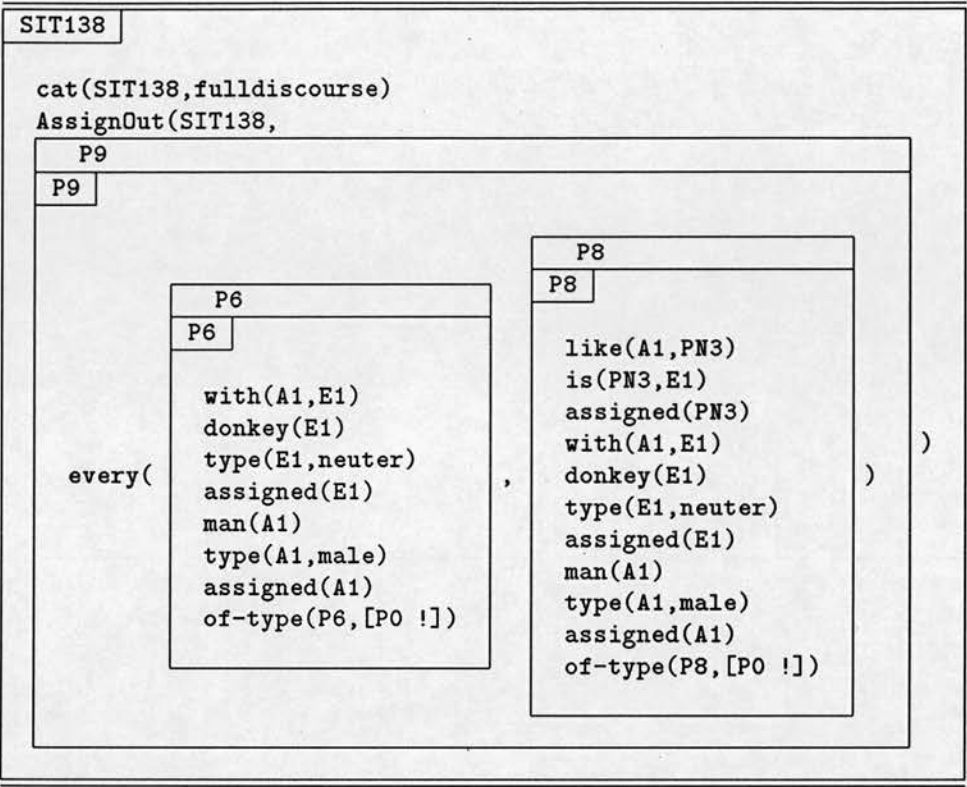 SIT138
cat(SIT138,fulldiscourse)
AssignOut(SIT138,
P9
P9
every(
P6
P6
with(A1,E1)
donkey(E1)
type(E1,neuter)
assigned(E1)
man(A1)
type(A1,male)
assigned(A1)
of-type(P6,[P0 !])
,
P8
P8
like(A1,PN3)
is(PN3,E1)
assigned(PN3)
with(A1,E1)
donkey(E1)
type(E1,neuter)
assigned(E1)
man(A1)
type(A1,male)
assigned(A1)
of-type(P8,[P0 !])
)
)